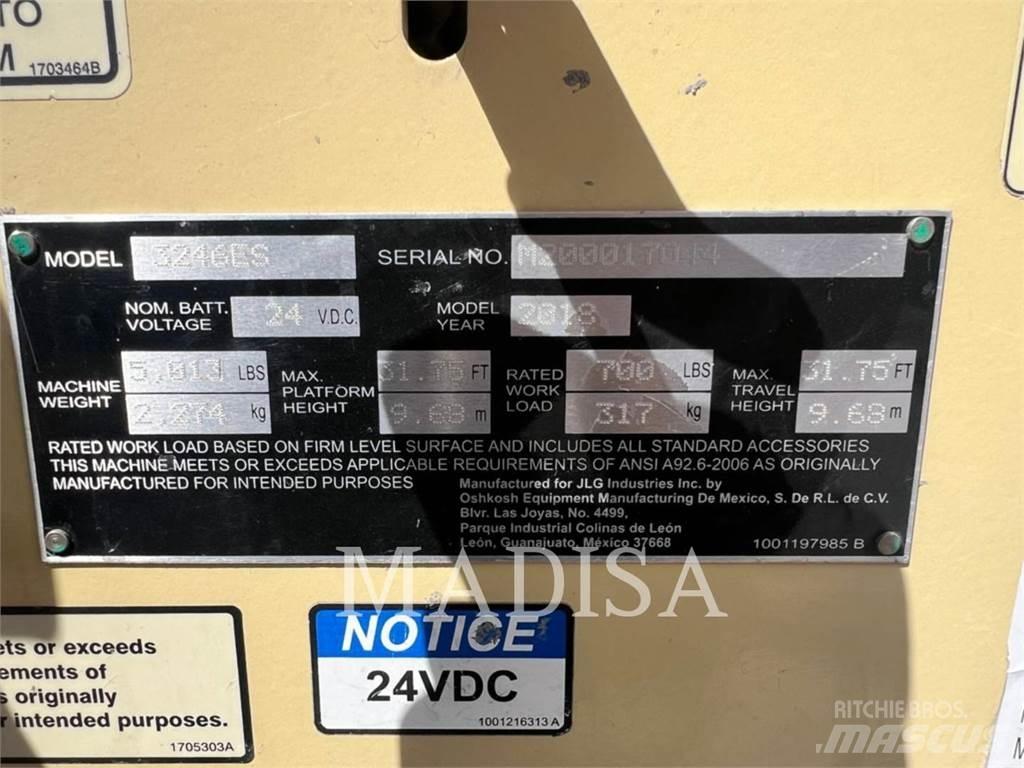 TO
M 1703464B
MODEL 3246ES SERIAL NO.
NOM. BATT. VOLTAGE 24 V.D.C. MODEL YEAR 2018
MACHINE WEIGHT 5,013 LBS 2,274 kg MAX. PLATFORM HEIGHT 31.75 FT 9.68 m RATED WORK LOAD 700 LBS 317 kg MAX. TRAVEL HEIGHT 31.75 FT 9.68 m
RATED WORK LOAD BASED ON FIRM LEVEL SURFACE AND INCLUDES ALL STANDARD ACCESSORIES
THIS MACHINE MEETS OR EXCEEDS APPLICABLE REQUIREMENTS OF ANSI A92.6-2006 AS ORIGINALLY
MANUFACTURED FOR INTENDED PURPOSES
Manufactured for JLG Industries Inc. by
Oshkosh Equipment Manufacturing De Mexico, S. De R.L. de C.V.
Blvr. Las Joyas, No. 4499,
Parque Industrial Colinas de León
León, Guanajuato, México 37668
1001197985 B
MADISA
ets or exceeds
ements of
s originally
r intended purposes.
1705303A
NOTICE
24VDC
1001216313 A
RITCHIE BROS.
MASCUS